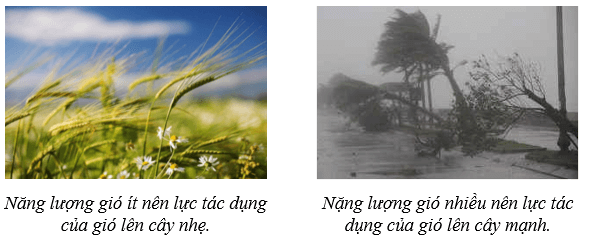 Năng lượng gió ít nên lực tác dụng
của gió lên cây nhẹ.
Nặng lượng gió nhiều nên lực tác
dụng của gió lên cây mạnh.